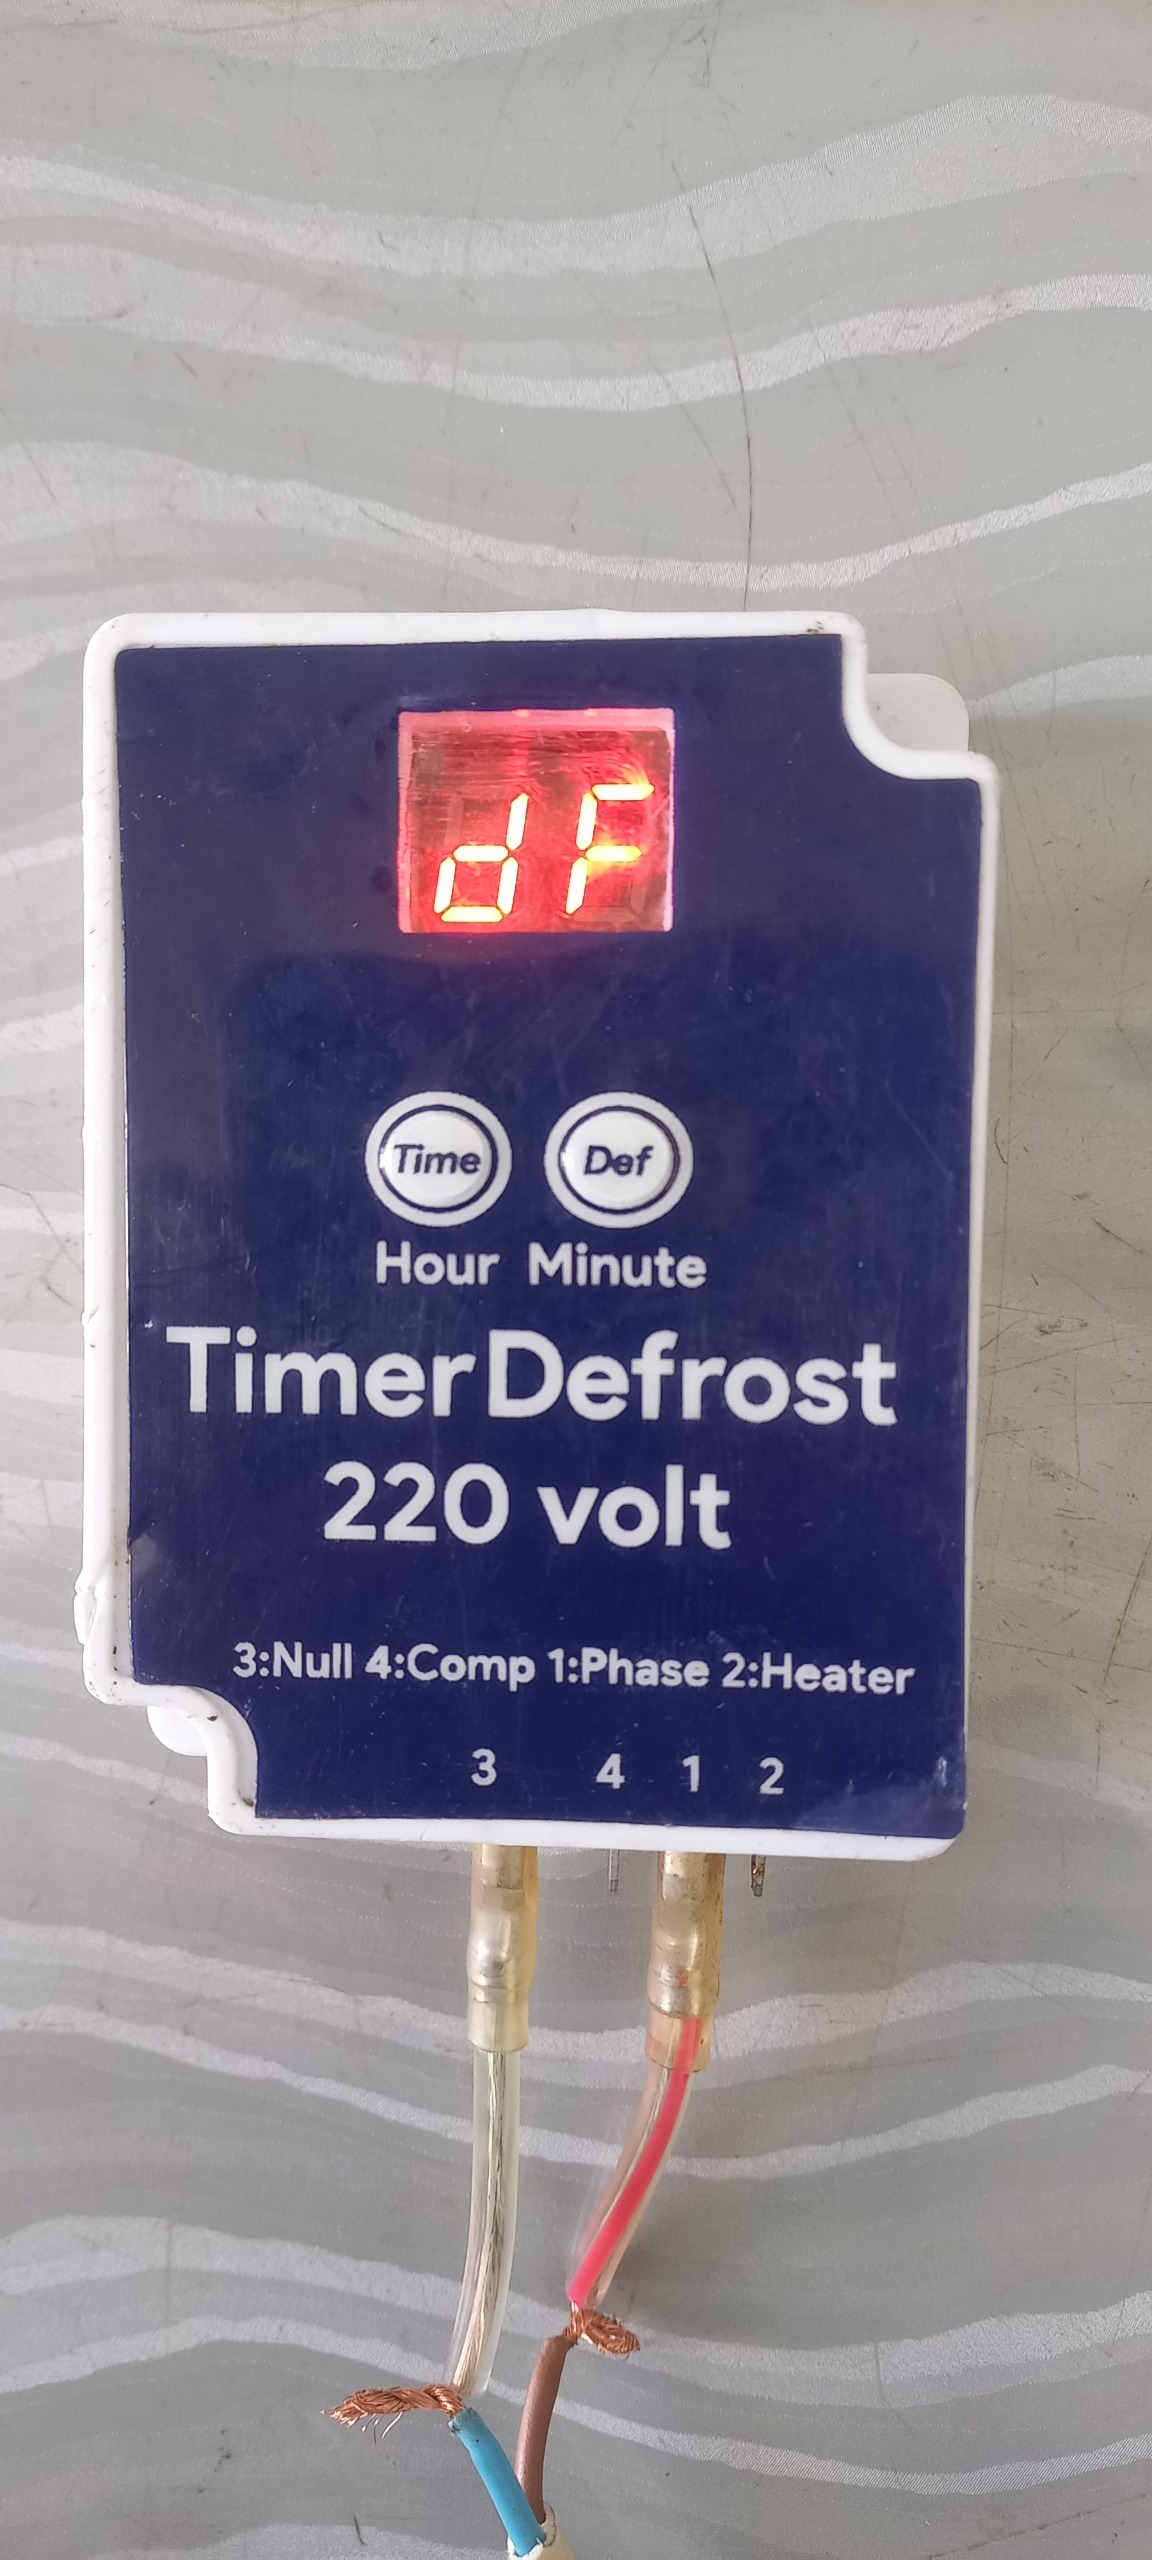 dF
Time Def
Hour Minute
Timer Defrost
220 volt
3:Null 4:Comp 1:Phase 2:Heater
3 4 1 2